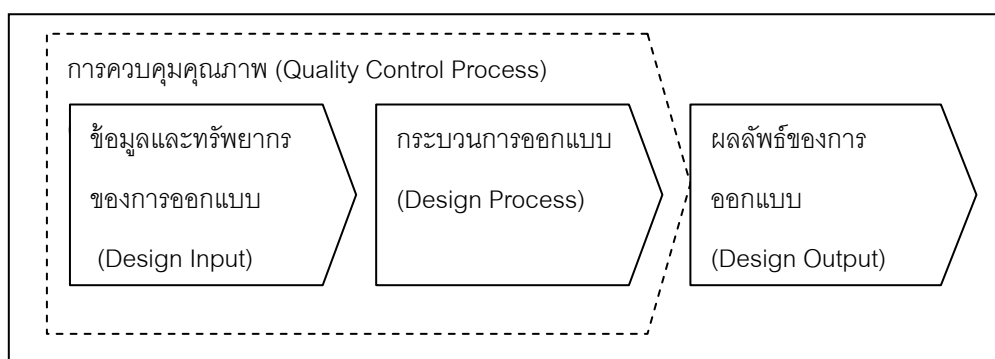 การควบคุมคุณภาพ (Quality Control Process)
ข้อมูลและทรัพยากร
ของการออกแบบ
(Design Input)
กระบวนการออกแบบ
(Design Process)
ผลลัพธ์ของการ
ออกแบบ
(Design Output)